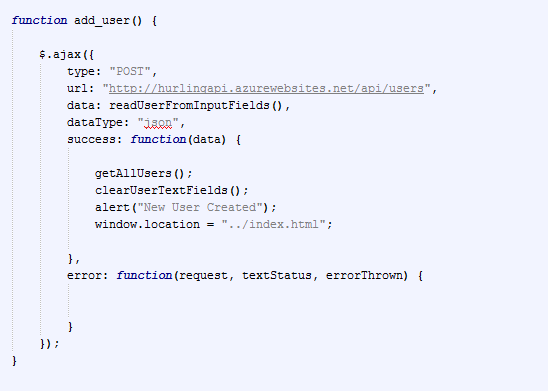 function add_user() {
$.ajax({
type: "POST",
url: "http://hurlingapi.azurewebsites.net/api/users",
data: readUserFromInputFields(),
dataType: "json",
success: function(data) {
getAllUsers();
clearUserTextFields();
alert("New User Created");
window.location = "../index.html";
},
error: function(request, textStatus, errorThrown) {
}
});
}